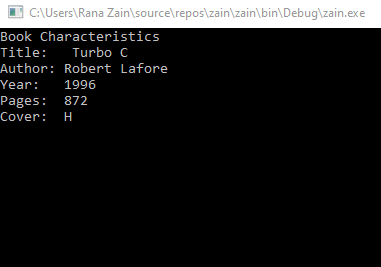 C:\Users\Rana Zain\source\repos\zain\zain\bin\Debug\zain.exe
Book Characteristics
Title:   Turbo C
Author: Robert Lafore
Year:   1996
Pages:  872
Cover:  H